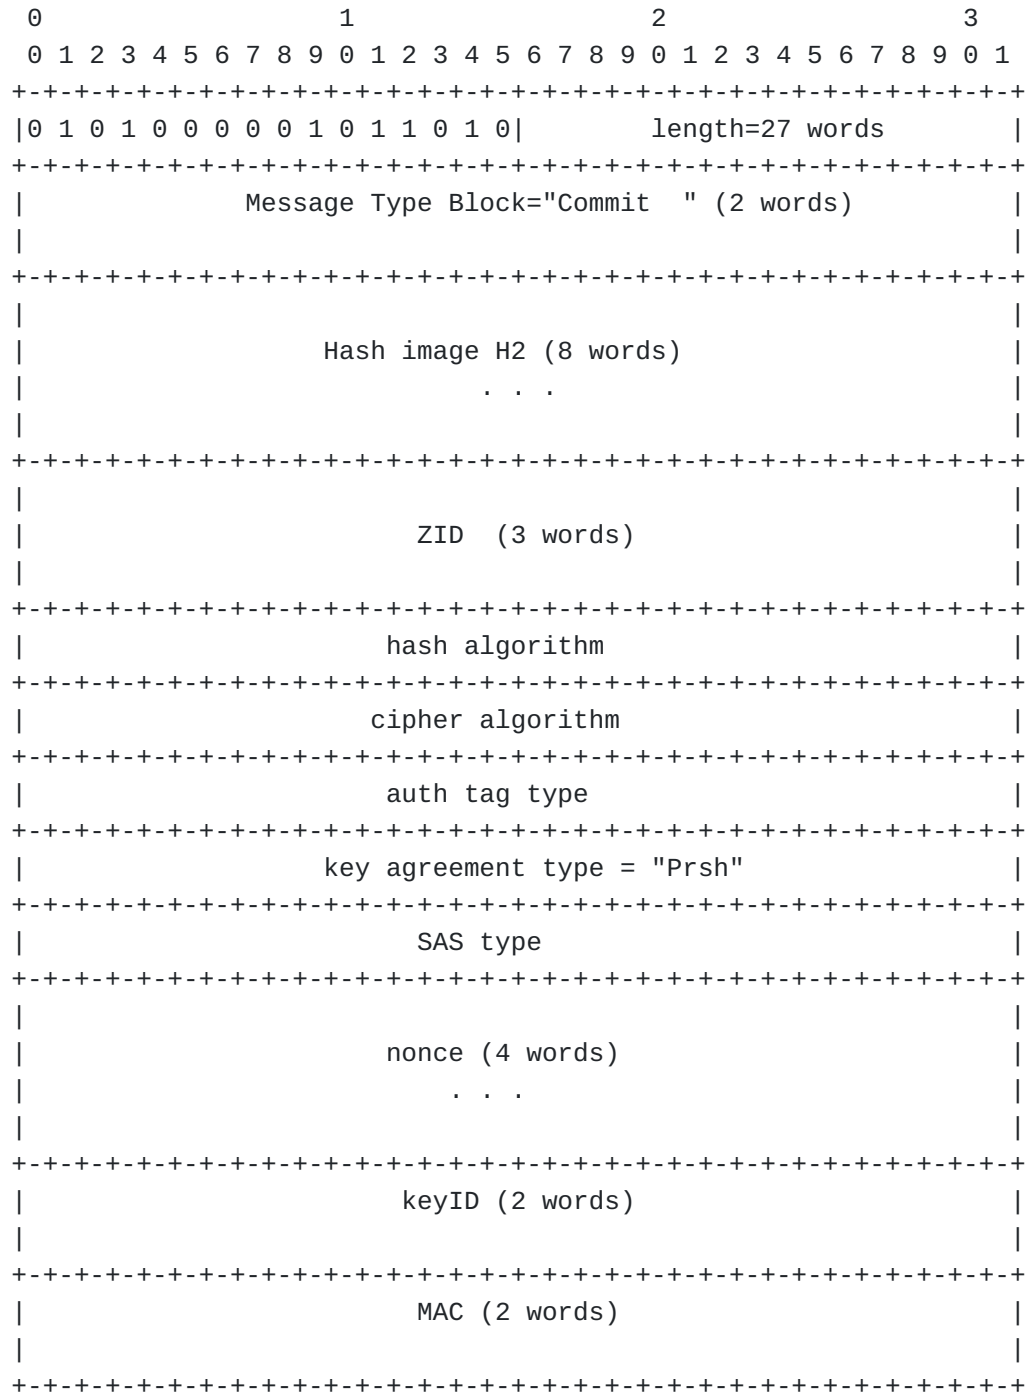 0                   1                   2                   3
 0 1 2 3 4 5 6 7 8 9 0 1 2 3 4 5 6 7 8 9 0 1 2 3 4 5 6 7 8 9 0 1
+-+-+-+-+-+-+-+-+-+-+-+-+-+-+-+-+-+-+-+-+-+-+-+-+-+-+-+-+-+-+-+-+
|0 1 0 1 0 0 0 0 0 1 0 1 1 0 1 0|        length=27 words        |
+-+-+-+-+-+-+-+-+-+-+-+-+-+-+-+-+-+-+-+-+-+-+-+-+-+-+-+-+-+-+-+-+
|              Message Type Block="Commit  " (2 words)          |
|                                                               |
+-+-+-+-+-+-+-+-+-+-+-+-+-+-+-+-+-+-+-+-+-+-+-+-+-+-+-+-+-+-+-+-+
|                                                               |
|                   Hash image H2 (8 words)                     |
|                             . . .                             |
|                                                               |
+-+-+-+-+-+-+-+-+-+-+-+-+-+-+-+-+-+-+-+-+-+-+-+-+-+-+-+-+-+-+-+-+
|                                                               |
|                         ZID  (3 words)                        |
|                                                               |
+-+-+-+-+-+-+-+-+-+-+-+-+-+-+-+-+-+-+-+-+-+-+-+-+-+-+-+-+-+-+-+-+
|                       hash algorithm                          |
+-+-+-+-+-+-+-+-+-+-+-+-+-+-+-+-+-+-+-+-+-+-+-+-+-+-+-+-+-+-+-+-+
|                      cipher algorithm                         |
+-+-+-+-+-+-+-+-+-+-+-+-+-+-+-+-+-+-+-+-+-+-+-+-+-+-+-+-+-+-+-+-+
|                       auth tag type                           |
+-+-+-+-+-+-+-+-+-+-+-+-+-+-+-+-+-+-+-+-+-+-+-+-+-+-+-+-+-+-+-+-+
|                   key agreement type = "Prsh"                 |
+-+-+-+-+-+-+-+-+-+-+-+-+-+-+-+-+-+-+-+-+-+-+-+-+-+-+-+-+-+-+-+-+
|                         SAS type                              |
+-+-+-+-+-+-+-+-+-+-+-+-+-+-+-+-+-+-+-+-+-+-+-+-+-+-+-+-+-+-+-+-+
|                                                               |
|                       nonce (4 words)                         |
|                           . . .                               |
|                                                               |
+-+-+-+-+-+-+-+-+-+-+-+-+-+-+-+-+-+-+-+-+-+-+-+-+-+-+-+-+-+-+-+-+
|                        keyID (2 words)                        |
|                                                               |
+-+-+-+-+-+-+-+-+-+-+-+-+-+-+-+-+-+-+-+-+-+-+-+-+-+-+-+-+-+-+-+-+
|                         MAC (2 words)                         |
|                                                               |
+-+-+-+-+-+-+-+-+-+-+-+-+-+-+-+-+-+-+-+-+-+-+-+-+-+-+-+-+-+-+-+-+